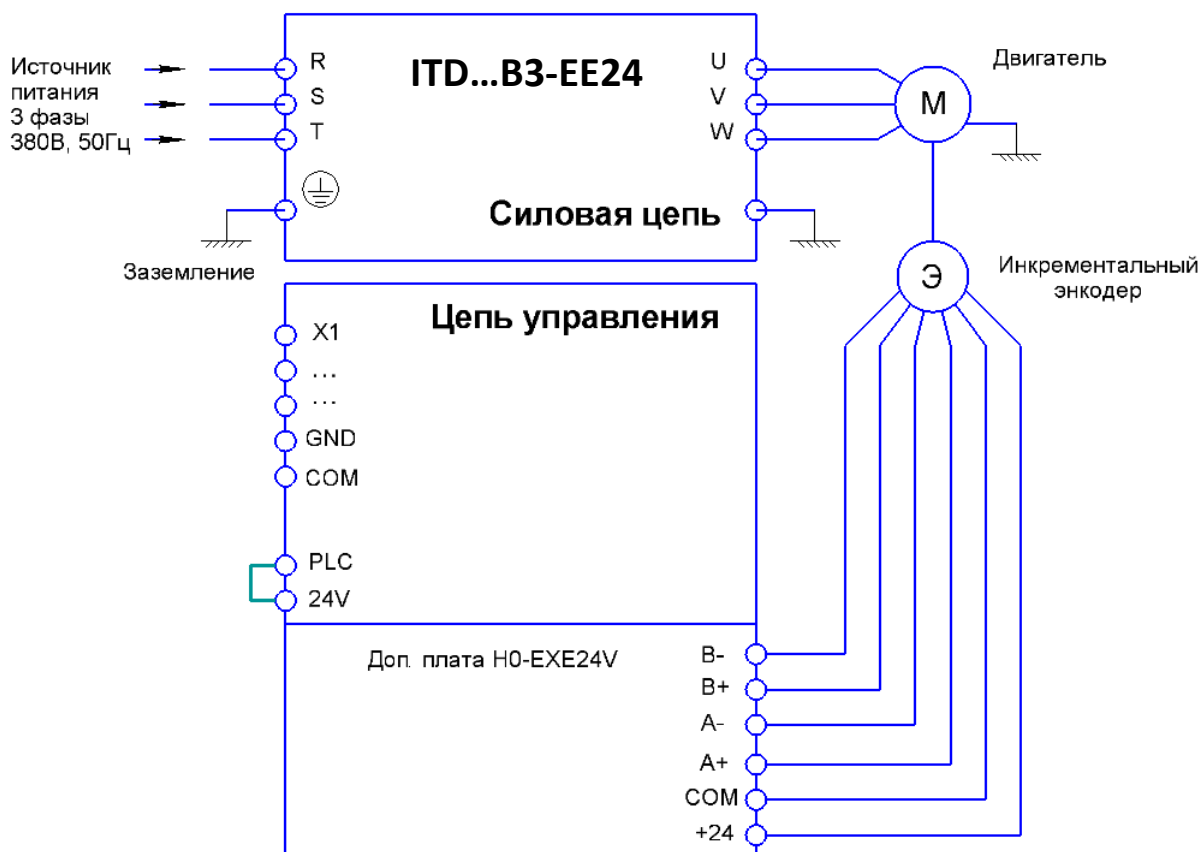 Источник
питания
3 фазы
380В, 50Гц
R
S
T
ITD...B3-EE24
U
V
W
Двигатель
М
Силовая цепь
Заземление
Э
Инкрементальный
энкодер
Цепь управления
X1
...
...
GND
COM
PLC
24V
Доп. плата H0-EXE24V
B-
B+
A-
A+
COM
+24